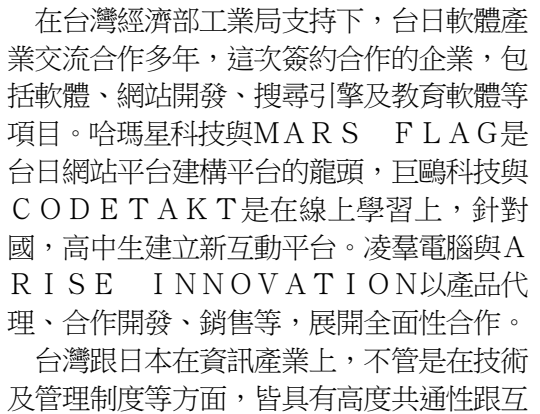 在台灣經濟部工業局支持下，台日軟體產
業交流合作多年，這次簽約合作的企業，包
括軟體、網站開發、搜尋引擎及教育軟體等
項目。哈瑪星科技與ＭＡＲＳ　ＦＬＡＧ是
台日網站平台建構平台的龍頭，巨鷗科技與
ＣＯＤＥＴＡＫＴ是在線上學習上，針對
國，高中生建立新互動平台。凌羣電腦與Ａ
ＲＩＳＥ　ＩＮＮＯＶＡＴＩＯＮ以產品代
理、合作開發、銷售等，展開全面性合作。
　台灣跟日本在資訊產業上，不管是在技術
及管理制度等方面，皆具有高度共通性跟互